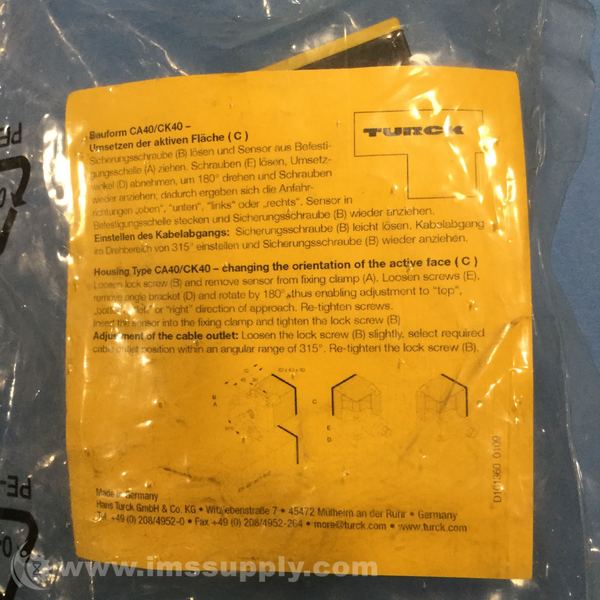 TURCK
Bauform CA40/CK40 –
Umsetzen der aktiven Fläche ( C )
Sicherungsschraube (B) lösen und Sensor aus Befesti-
gungsschelle (A) ziehen. Schrauben (E) lösen, Umsetz-
winkel (D) abnehmen, um 180° drehen und Schrauben
wieder anziehen; dadurch ergeben sich die Anfahr-
richtungen „oben“, "unten", "links" oder „rechts“. Sensor in
Befestigungsschelle stecken und Sicherungsschraube (B) wieder anziehen.
Einstellen des Kabelabgangs: Sicherungsschraube (B) leicht lösen, Kabelabgang
im Drehbereich von 315° einstellen und Sicherungsschraube (B) wieder anziehen.
Housing Type CA40/CK40 – changing the orientation of the active face ( C )
Loosen lock screw (B) and remove sensor from fixing clamp (A). Loosen screws (E),
remove angle bracket (D) and rotate by 180°, thus enabling adjustment to "top",
or "right" direction of approach. Re-tighten screws.
Insert the sensor into the fixing clamp and tighten the lock screw (B)
Adjustment of the cable outlet: Loosen the lock screw (B) slightly, select required
cable outlet position within an angular range of 315°. Re-tighten the lock screw (B).
B
A
C
E
D
Made in Germany
Hans Turck GmbH & Co. KG • Witzlebenstraße 7 • 45472 Mülheim an der Ruhr • Germany
Tel. +49 (0) 208/4952-0 • Fax +49 (0) 208/4952-264 • more@turck.com • www.turck.com
D101360 0109
PE-
www.imssupply.com